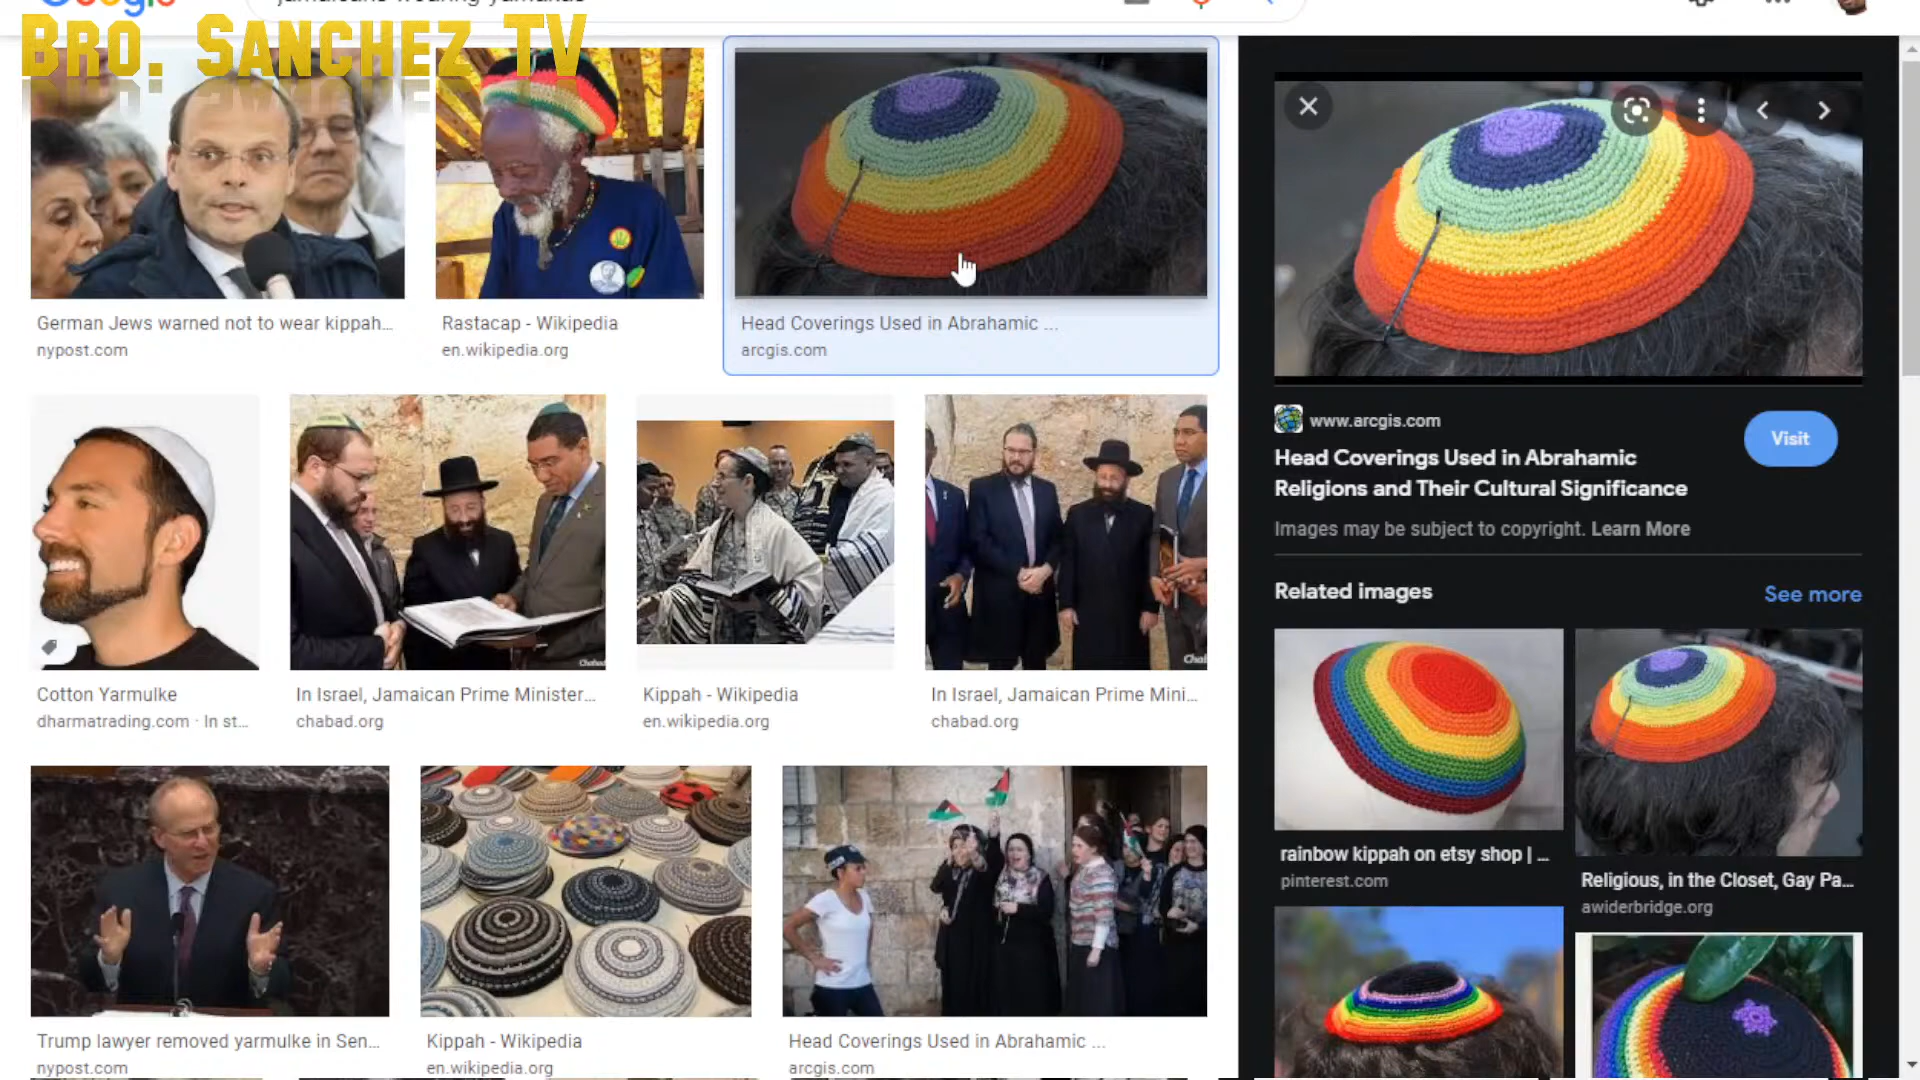 Google
jamaicans wearing yamakas
BRO. SANCHEZ TV
German Jews warned not to wear kippah...
nypost.com
Rastacap - Wikipedia
en.wikipedia.org
Head Coverings Used in Abrahamic ...
arcgis.com
Cotton Yarmulke
dharmatrading.com · In st...
In Israel, Jamaican Prime Minister...
chabad.org
Kippah - Wikipedia
en.wikipedia.org
In Israel, Jamaican Prime Mini...
chabad.org
Trump lawyer removed yarmulke in Sen...
nypost.com
Kippah - Wikipedia
en.wikipedia.org
Head Coverings Used in Abrahamic ...
arcgis.com
www.arcgis.com
Visit
Head Coverings Used in Abrahamic
Religions and Their Cultural Significance
Images may be subject to copyright. Learn More
Related images
See more
rainbow kippah on etsy shop | ...
pinterest.com
Religious, in the Closet, Gay Pa...
awiderbridge.org